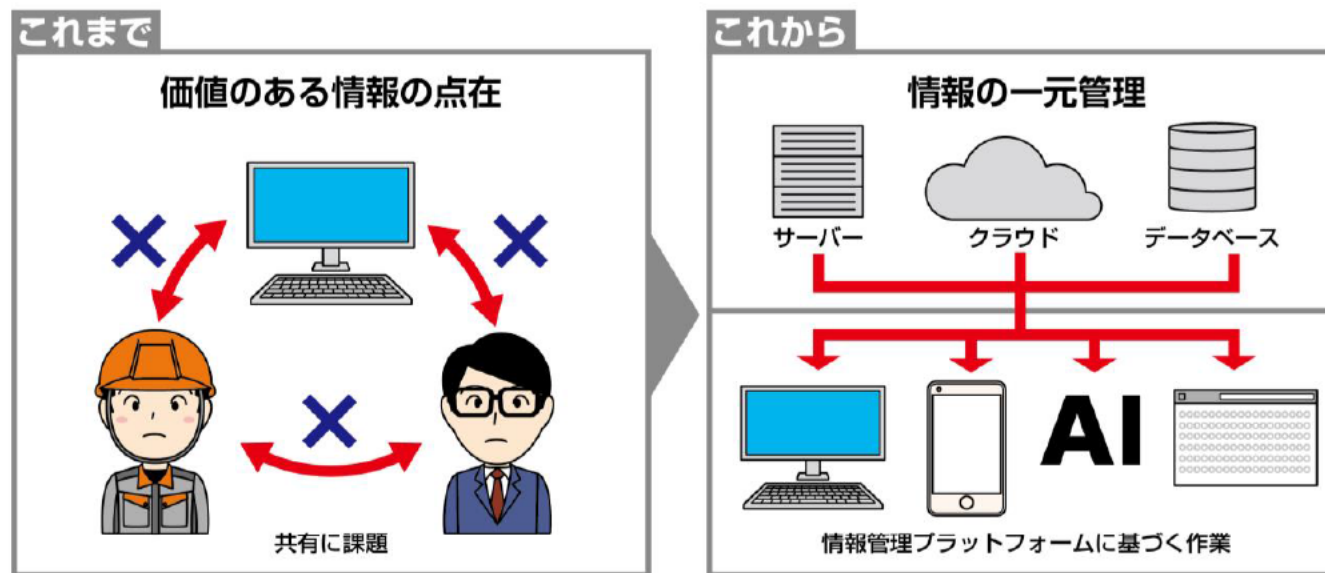 これまで
価値のある情報の点在
共有に課題
これから
情報の一元管理
サーバー
クラウド
データベース
AI
情報管理プラットフォームに基づく作業